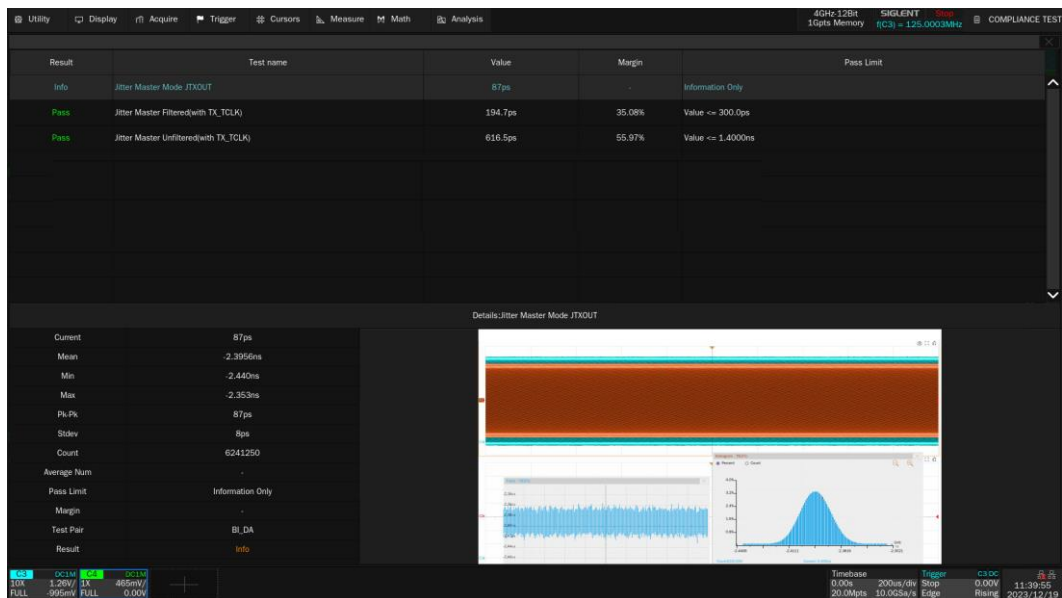 Utility Display Acquire Trigger Cursors Measure Math Analysis
4GHz-12Bit SIGLENT Stop
1Gpts Memory f(C3) = 125.0003MHz COMPLIANCE TEST
Result Test name Value Margin Pass Limit
Info Jitter Master Mode JTXOUT 87ps - Information Only
Pass Jitter Master Filtered(with TX_TCLK) 194.7ps 35.08% Value <= 300.0ps
Pass Jitter Master Unfiltered(with TX_TCLK) 616.5ps 55.97% Value <= 1.4000ns
Details:Jitter Master Mode JTXOUT
Current 87ps
Mean -2.3956ns
Min -2.440ns
Max -2.353ns
Pk-Pk 87ps
Stdev 8ps
Count 6241250
Average Num -
Pass Limit Information Only
Margin -
Test Pair BI_DA
Result Info
C3 DC1M C4 DC1M
10X 1.26V/ 1X 465mV/
FULL -995mV FULL 0.00V
Timebase Trigger C3 DC
0.00s 200us/div Stop 0.00V
20.0Mpts 10.0GSa/s Edge Rising
11:39:55
2023/12/19